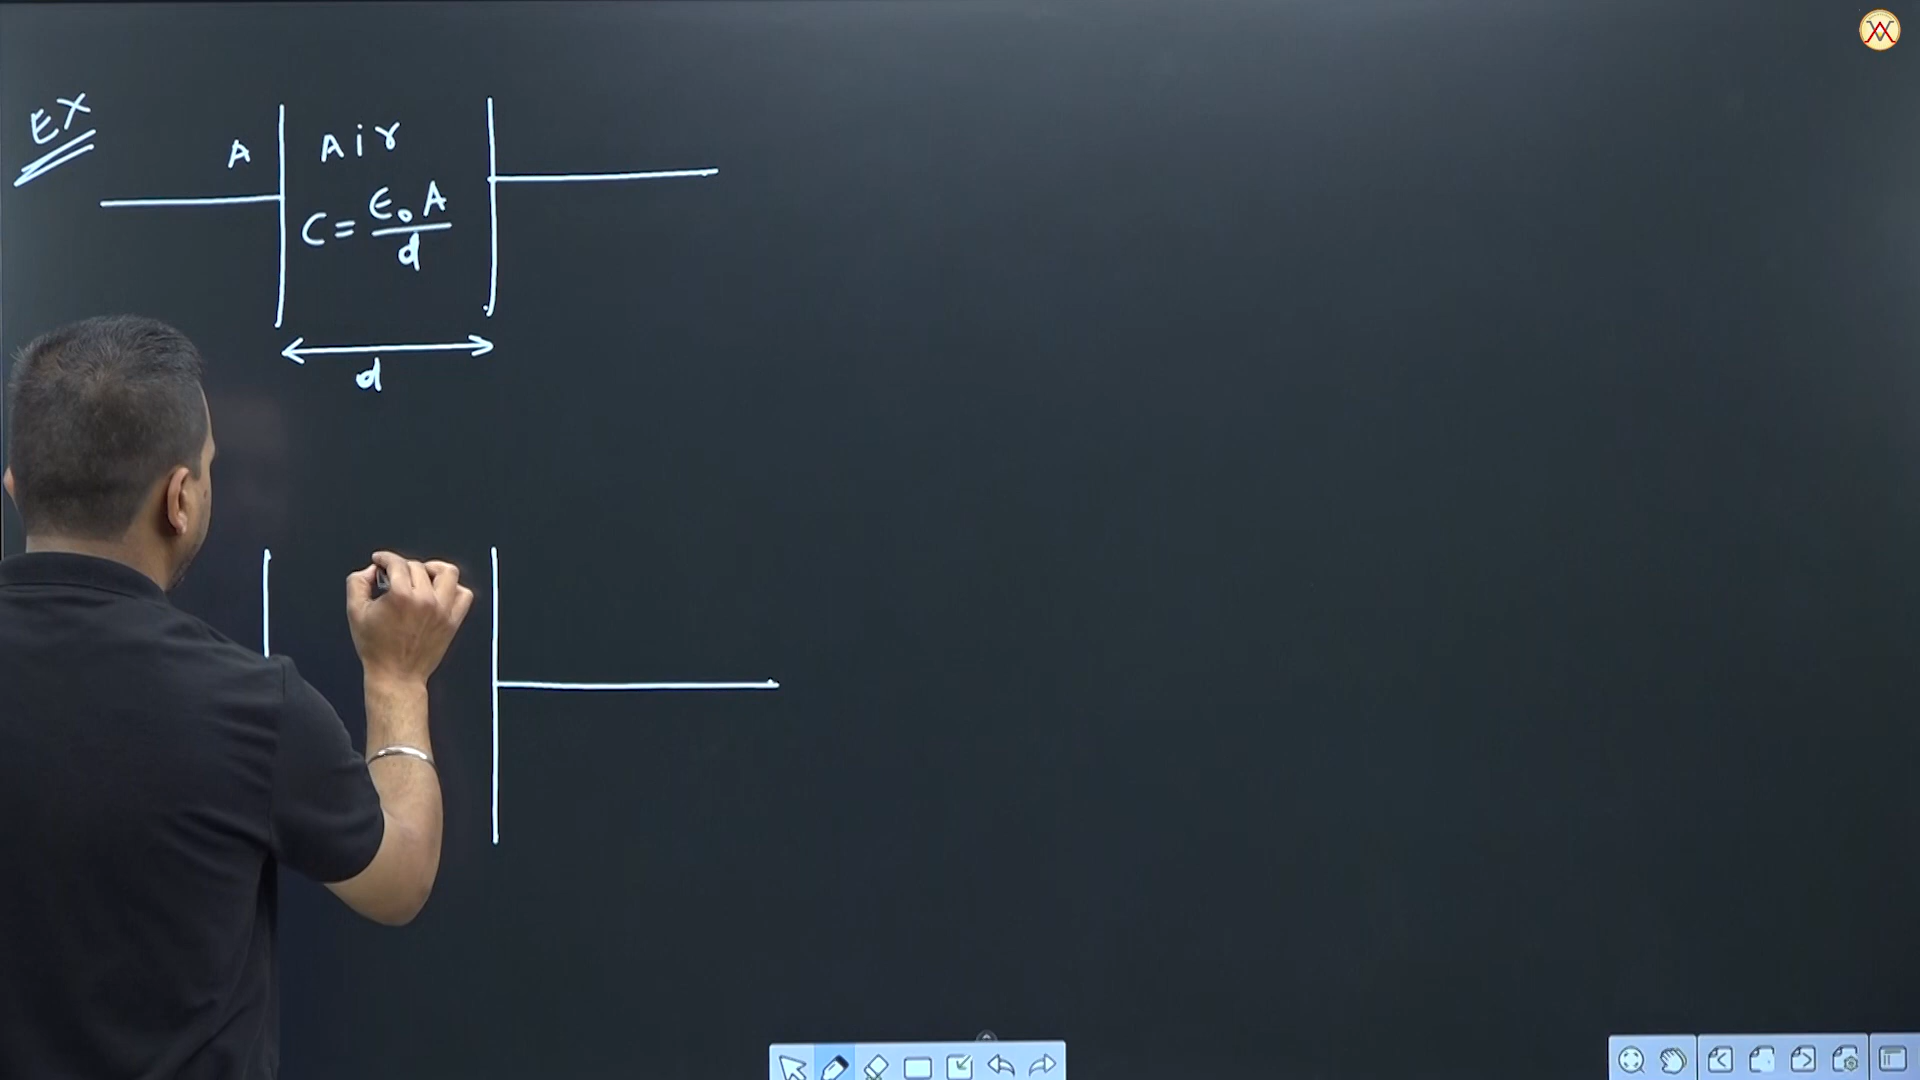 EX
A
Air
C = ε₀A/d
d